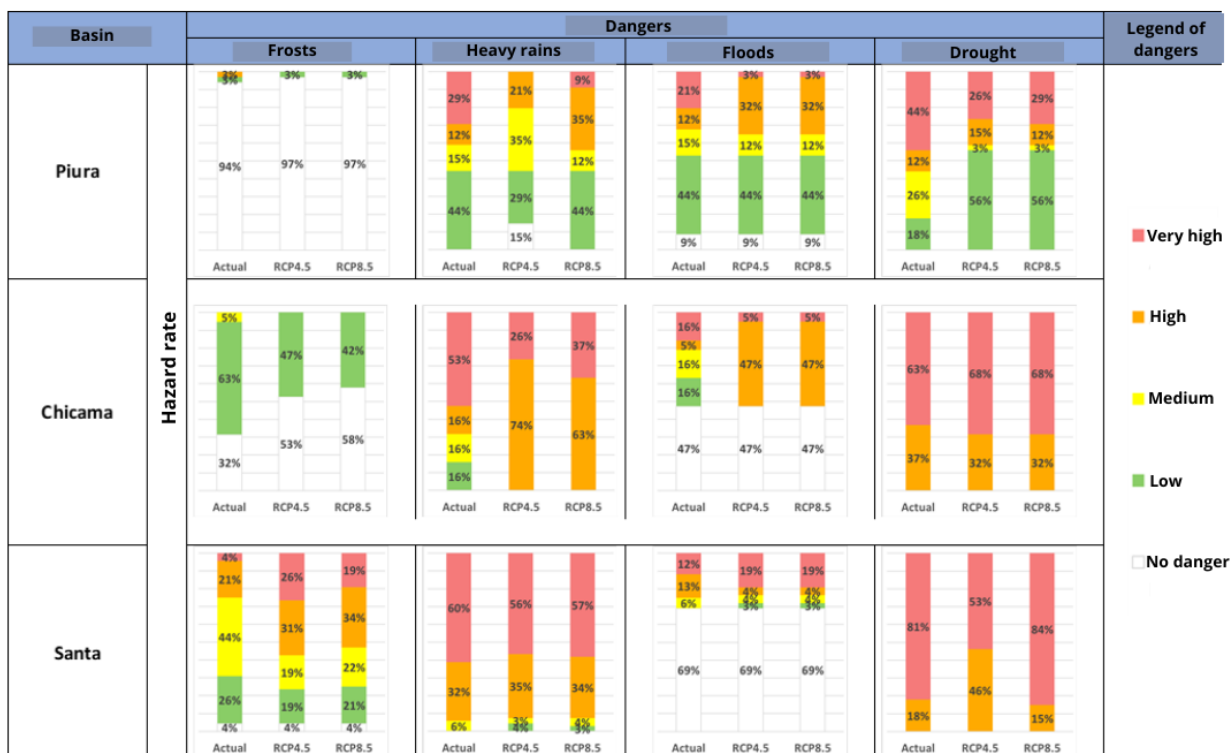 Basin
Dangers
Legend of
dangers
Frosts
Heavy rains
Floods
Drought
Piura
Hazard rate
3%
3%
94%
Actual
3%
97%
RCP4.5
3%
97%
RCP8.5
29%
12%
15%
44%
Actual
21%
35%
29%
15%
RCP4.5
9%
35%
12%
44%
RCP8.5
21%
12%
15%
44%
9%
Actual
3%
32%
12%
44%
9%
RCP4.5
3%
32%
12%
44%
9%
RCP8.5
44%
12%
26%
18%
Actual
26%
15%
3%
56%
RCP4.5
29%
12%
3%
56%
RCP8.5
Chicama
5%
63%
32%
Actual
47%
53%
RCP4.5
42%
58%
RCP8.5
53%
16%
16%
16%
Actual
26%
74%
RCP4.5
37%
63%
RCP8.5
16%
5%
16%
16%
47%
Actual
5%
47%
47%
RCP4.5
5%
47%
47%
RCP8.5
63%
37%
Actual
68%
32%
RCP4.5
68%
32%
RCP8.5
Santa
4%
21%
44%
26%
4%
Actual
26%
31%
19%
19%
4%
RCP4.5
19%
34%
22%
21%
4%
RCP8.5
60%
32%
6%
Actual
56%
35%
3%
4%
RCP4.5
57%
34%
4%
3%
RCP8.5
12%
13%
6%
69%
Actual
19%
4%
4%
3%
69%
RCP4.5
19%
4%
4%
3%
69%
RCP8.5
81%
18%
Actual
53%
46%
RCP4.5
84%
15%
RCP8.5
Very high
High
Medium
Low
No danger